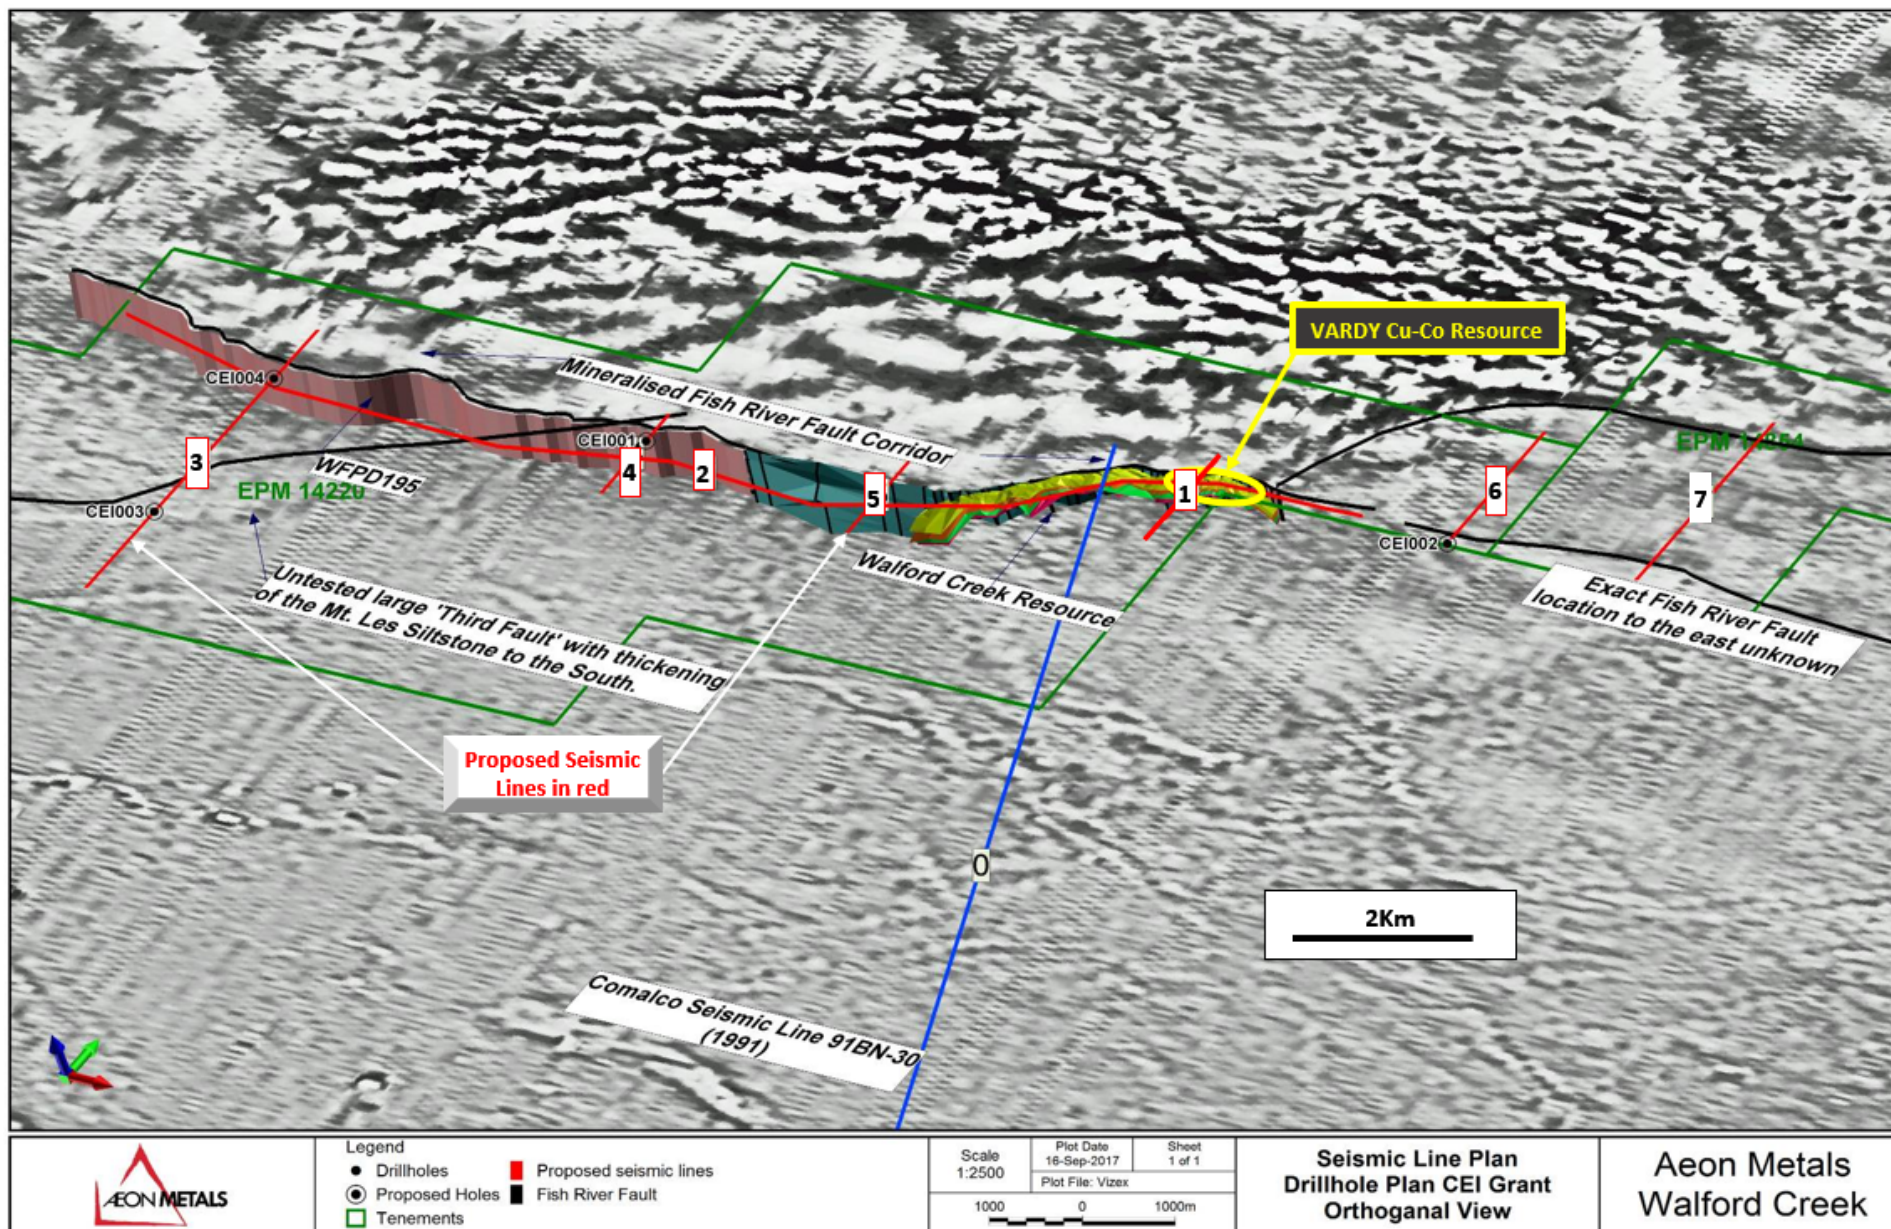 VARDY Cu-Co Resource
Mineralised Fish River Fault Corridor
CEI004
CEI001
3
WFPD195
EPM 14220
4
2
5
1
6
7
CEI003
CEI002
Walford Creek Resource
Untested large 'Third Fault' with thickening
of the Mt. Les Siltstone to the South.
Exact Fish River Fault
location to the east unknown
Proposed Seismic
Lines in red
0
2Km
Comalco Seismic Line 91BN-30
(1991)
AEON METALS
Legend
Drillholes
Proposed Holes
Tenements
Proposed seismic lines
Fish River Fault
Scale
1:2500
Plot Date
16-Sep-2017
Sheet
1 of 1
Plot File: Vizex
1000 0 1000m
Seismic Line Plan
Drillhole Plan CEI Grant
Orthoganal View
Aeon Metals
Walford Creek